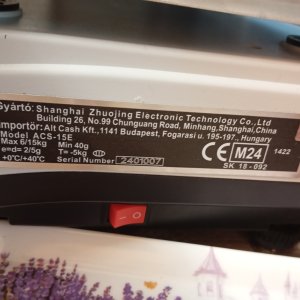 Gyártó: Shanghai Zhuojing Electronic Technology Co., Ltd
Building 26, No.99 Chunguang Road, Minhang, Shanghai, China
Importőr: Alt Cash Kft., 1141 Budapest, Fogarasi u. 195-197., Hungary
Model ACS-15E
Max 6/15kg Min 40g
e=d= 2/5g T= -5kg
+0℃/+40℃ Serial Number 2401007
CE M24 1422
SK 18-092